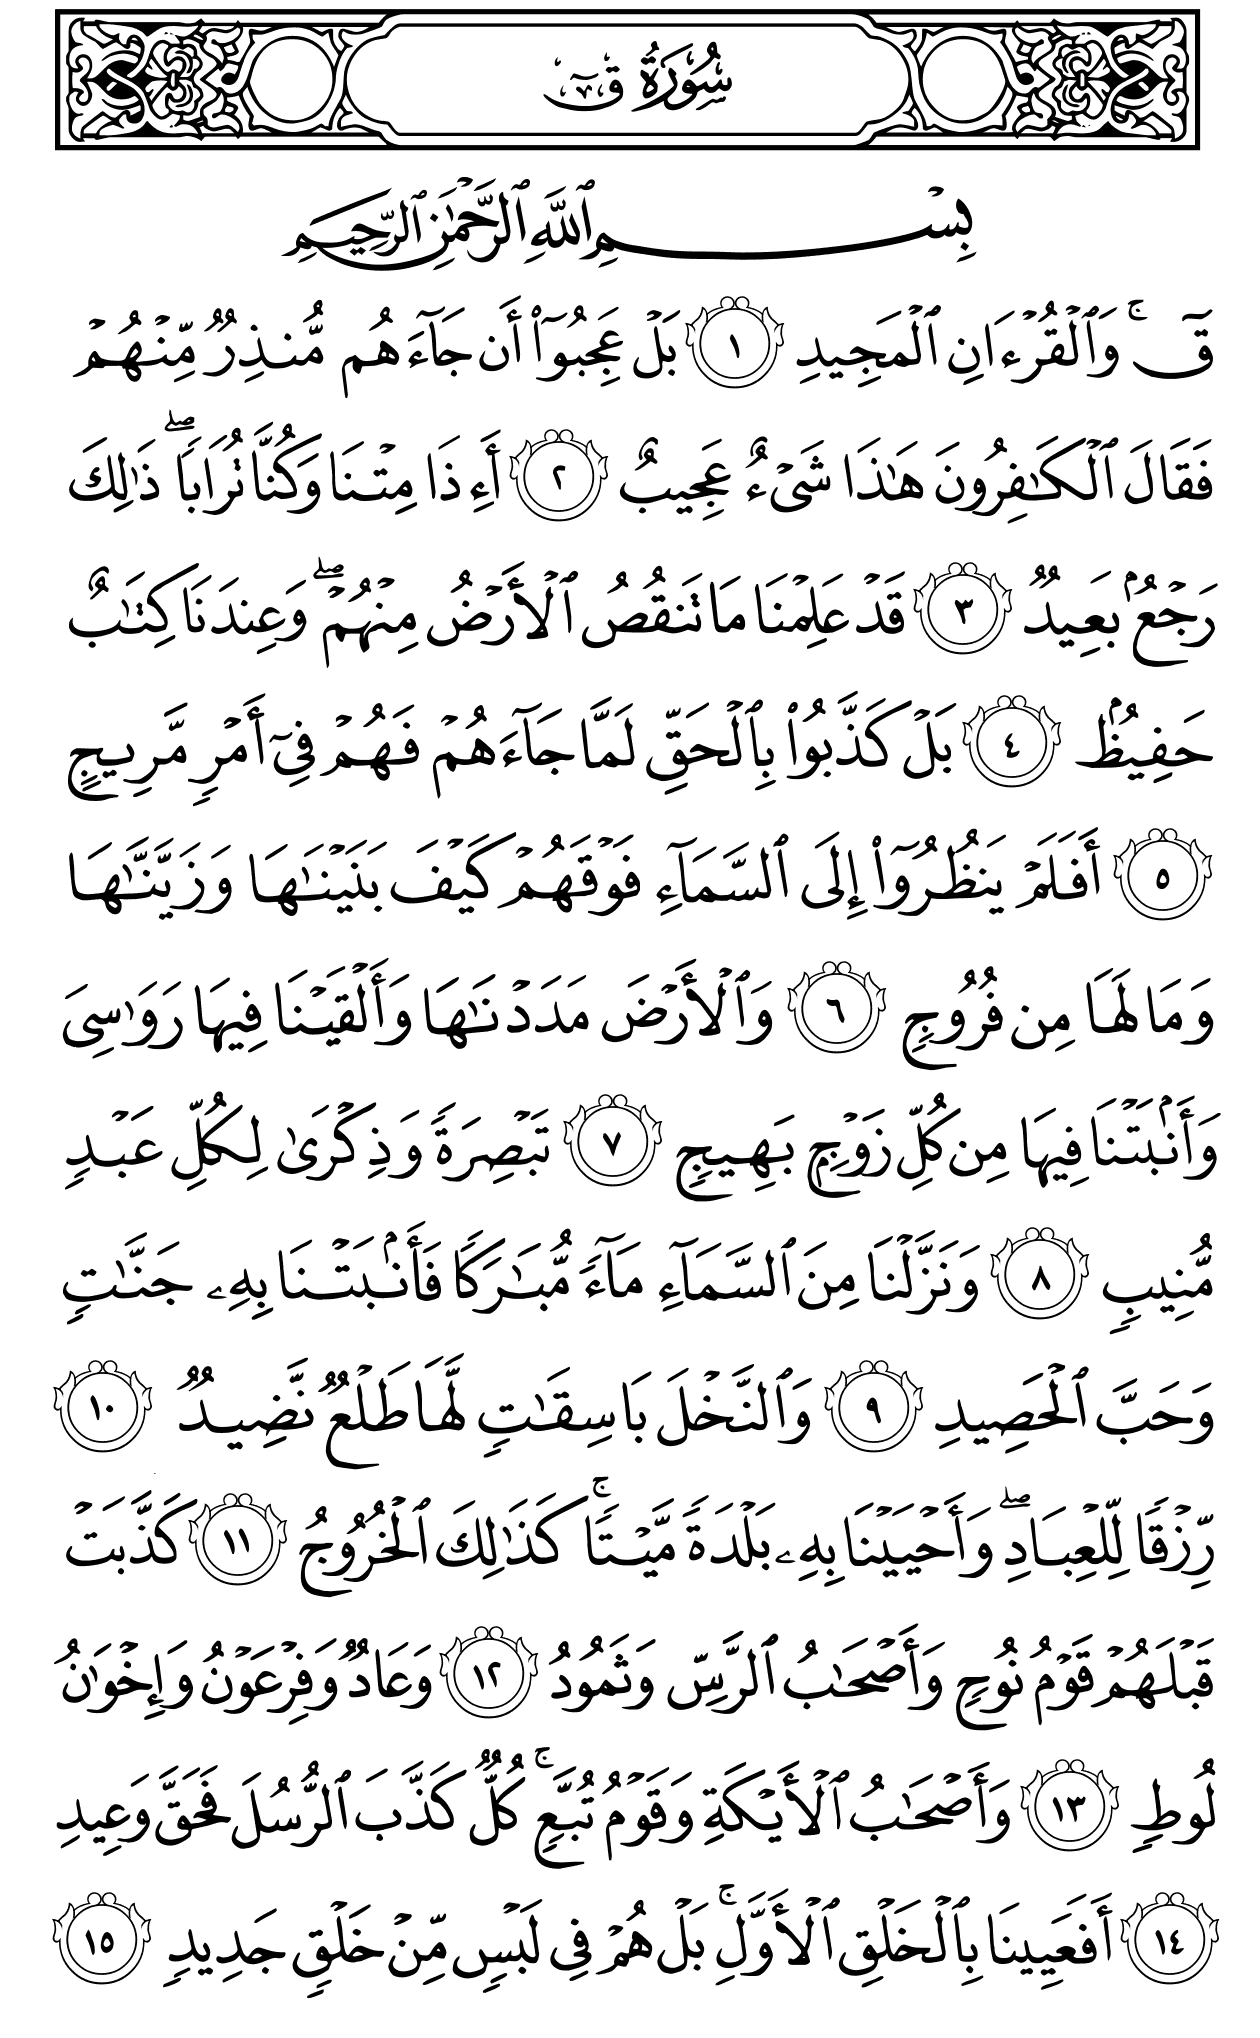 سُورَةُ قٓ
بِسۡمِ ٱللَّهِ ٱلرَّحۡمَٰنِ ٱلرَّحِيمِ
قٓۚ وَٱلۡقُرۡءَانِ ٱلۡمَجِيدِ ١ بَلۡ عَجِبُوٓاْ أَن جَآءَهُم مُّنذِرٞ مِّنۡهُمۡ
فَقَالَ ٱلۡكَٰفِرُونَ هَٰذَا شَيۡءٌ عَجِيبٌ ٢ أَءِذَا مِتۡنَا وَكُنَّا تُرَابٗاۖ ذَٰلِكَ
رَجۡعُۢ بَعِيدٞ ٣ قَدۡ عَلِمۡنَا مَا تَنقُصُ ٱلۡأَرۡضُ مِنۡهُمۡۖ وَعِندَنَا كِتَٰبٌ
حَفِيظُۢ ٤ بَلۡ كَذَّبُواْ بِٱلۡحَقِّ لَمَّا جَآءَهُمۡ فَهُمۡ فِيٓ أَمۡرٖ مَّرِيجٍ
٥ أَفَلَمۡ يَنظُرُوٓاْ إِلَى ٱلسَّمَآءِ فَوۡقَهُمۡ كَيۡفَ بَنَيۡنَٰهَا وَزَيَّنَّٰهَا
وَمَا لَهَا مِن فُرُوجٖ ٦ وَٱلۡأَرۡضَ مَدَدۡنَٰهَا وَأَلۡقَيۡنَا فِيهَا رَوَٰسِيَ
وَأَنۢبَتۡنَا فِيهَا مِن كُلِّ زَوۡجِۭ بَهِيجٖ ٧ تَبۡصِرَةٗ وَذِكۡرَىٰ لِكُلِّ عَبۡدٖ
مُّنِيبٖ ٨ وَنَزَّلۡنَا مِنَ ٱلسَّمَآءِ مَآءٗ مُّبَٰرَكٗا فَأَنۢبَتۡنَا بِهِۦ جَنَّٰتٖ
وَحَبَّ ٱلۡحَصِيدِ ٩ وَٱلنَّخۡلَ بَاسِقَٰتٖ لَّهَا طَلۡعٞ نَّضِيدٞ ١٠
رِّزۡقٗا لِّلۡعِبَادِۖ وَأَحۡيَيۡنَا بِهِۦ بَلۡدَةٗ مَّيۡتٗاۚ كَذَٰلِكَ ٱلۡخُرُوجُ ١١ كَذَّبَتۡ
قَبۡلَهُمۡ قَوۡمُ نُوحٖ وَأَصۡحَٰبُ ٱلرَّسِّ وَثَمُودُ ١٢ وَعَادٞ وَفِرۡعَوۡنُ وَإِخۡوَٰنُ
لُوطٖ ١٣ وَأَصۡحَٰبُ ٱلۡأَيۡكَةِ وَقَوۡمُ تُبَّعٖۚ كُلّٞ كَذَّبَ ٱلرُّسُلَ فَحَقَّ وَعِيدِ
١٤ أَفَعَيِينَا بِٱلۡخَلۡقِ ٱلۡأَوَّلِۚ بَلۡ هُمۡ فِي لَبۡسٖ مِّنۡ خَلۡقٖ جَدِيدٖ ١٥